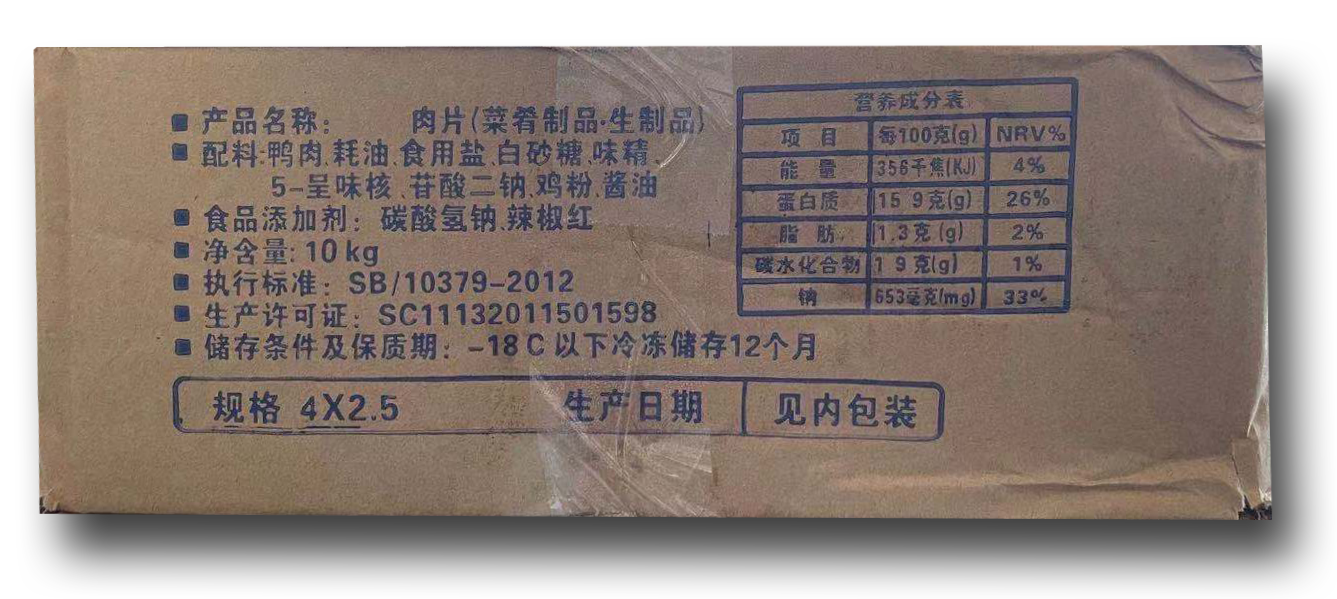 产品名称: 肉片(菜肴制品·生制品)
配料:鸭肉.耗油.食用盐.白砂糖.味精.
5-呈味核.苷酸二钠.鸡粉.酱油
食品添加剂: 碳酸氢钠.辣椒红
净含量:10kg
执行标准: SB/10379-2012
生产许可证: SC11132011501598
储存条件及保质期: -18C以下冷冻储存12个月
规格 4X2.5 生产日期 见内包装
营养成分表
项目 每100克(g) NRV%
能量 356千焦(KJ) 4%
蛋白质 15 9克(g) 26%
脂肪 1.3克(g) 2%
碳水化合物 1 9克(g) 1%
钠 653毫克(mg) 33%